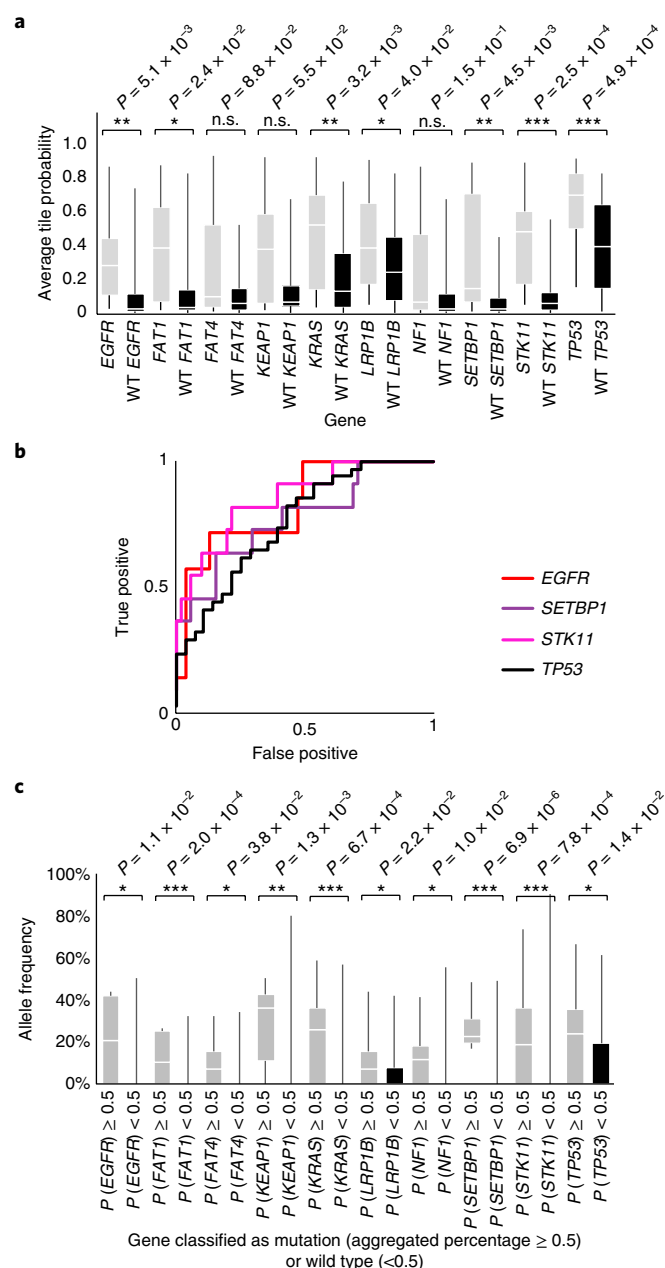 a
P = 5.1 × 10⁻³
P = 2.4 × 10⁻²
P = 8.8 × 10⁻²
P = 5.5 × 10⁻²
P = 3.2 × 10⁻³
P = 4.0 × 10⁻²
P = 1.5 × 10⁻¹
P = 4.5 × 10⁻³
P = 2.5 × 10⁻⁴
P = 4.9 × 10⁻⁴
** * n.s. n.s. ** * n.s. ** *** ***
Average tile probability
1.0
0.8
0.6
0.4
0.2
0
EGFR
WT EGFR
FAT1
WT FAT1
FAT4
WT FAT4
KEAP1
WT KEAP1
KRAS
WT KRAS
LRP1B
WT LRP1B
NF1
WT NF1
SETBP1
WT SETBP1
STK11
WT STK11
TP53
WT TP53
Gene
b
True positive
1
0.5
0
0.5
1
False positive
EGFR
SETBP1
STK11
TP53
c
P = 1.1 × 10⁻²
P = 2.0 × 10⁻⁴
P = 3.8 × 10⁻²
P = 1.3 × 10⁻³
P = 6.7 × 10⁻⁴
P = 2.2 × 10⁻²
P = 1.0 × 10⁻²
P = 6.9 × 10⁻⁶
P = 7.8 × 10⁻⁴
P = 1.4 × 10⁻²
* *** * ** *** * * *** *** *
Allele frequency
100%
80%
60%
40%
20%
0%
P (EGFR) ≥ 0.5
P (EGFR) < 0.5
P (FAT1) ≥ 0.5
P (FAT1) < 0.5
P (FAT4) ≥ 0.5
P (FAT4) < 0.5
P (KEAP1) ≥ 0.5
P (KEAP1) < 0.5
P (KRAS) ≥ 0.5
P (KRAS) < 0.5
P (LRP1B) ≥ 0.5
P (LRP1B) < 0.5
P (NF1) ≥ 0.5
P (NF1) < 0.5
P (SETBP1) ≥ 0.5
P (SETBP1) < 0.5
P (STK11) ≥ 0.5
P (STK11) < 0.5
P (TP53) ≥ 0.5
P (TP53) < 0.5
Gene classified as mutation (aggregated percentage ≥ 0.5)
or wild type (<0.5)